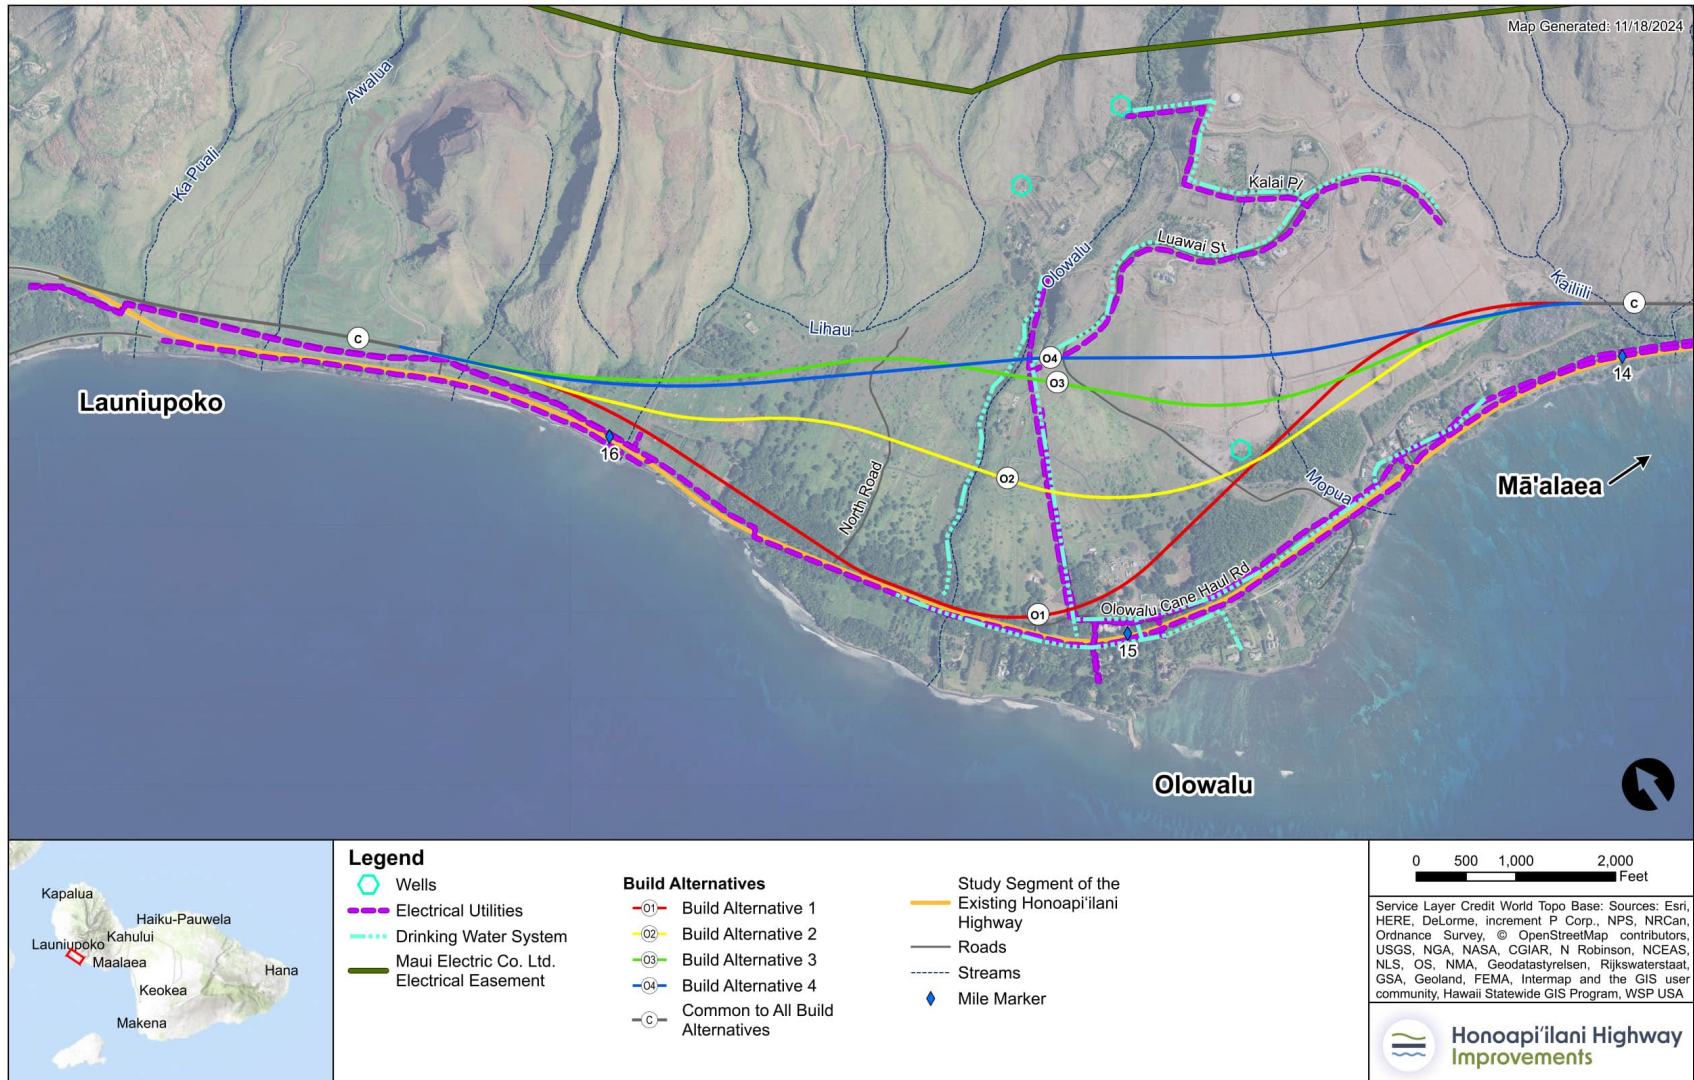 Map Generated: 11/18/2024
Ka Puali
Awalua
Kalai Pl
Luawai St
Olowalu
Kailiili
C
C
Lihau
O4
O3
Launiupoko
14
16
North Road
O2
Mopua
Mā'alaea
Olowalu Cane Haul Rd
O1
15
Olowalu
Kapalua
Haiku-Pauwela
Launiupoko
Kahului
Maalaea
Hana
Keokea
Makena
Legend
Wells
Electrical Utilities
Drinking Water System
Maui Electric Co. Ltd.
Electrical Easement
Build Alternatives
O1 Build Alternative 1
O2 Build Alternative 2
O3 Build Alternative 3
O4 Build Alternative 4
C Common to All Build
Alternatives
Study Segment of the
Existing Honoapiʻilani
Highway
Roads
Streams
Mile Marker
0 500 1,000 2,000
Feet
Service Layer Credit World Topo Base: Sources: Esri,
HERE, DeLorme, increment P Corp., NPS, NRCan,
Ordnance Survey, © OpenStreetMap contributors,
USGS, NGA, NASA, CGIAR, N Robinson, NCEAS,
NLS, OS, NMA, Geodatastyrelsen, Rijkswaterstaat,
GSA, Geoland, FEMA, Intermap and the GIS user
community, Hawaii Statewide GIS Program, WSP USA
Honoapiʻilani Highway
Improvements